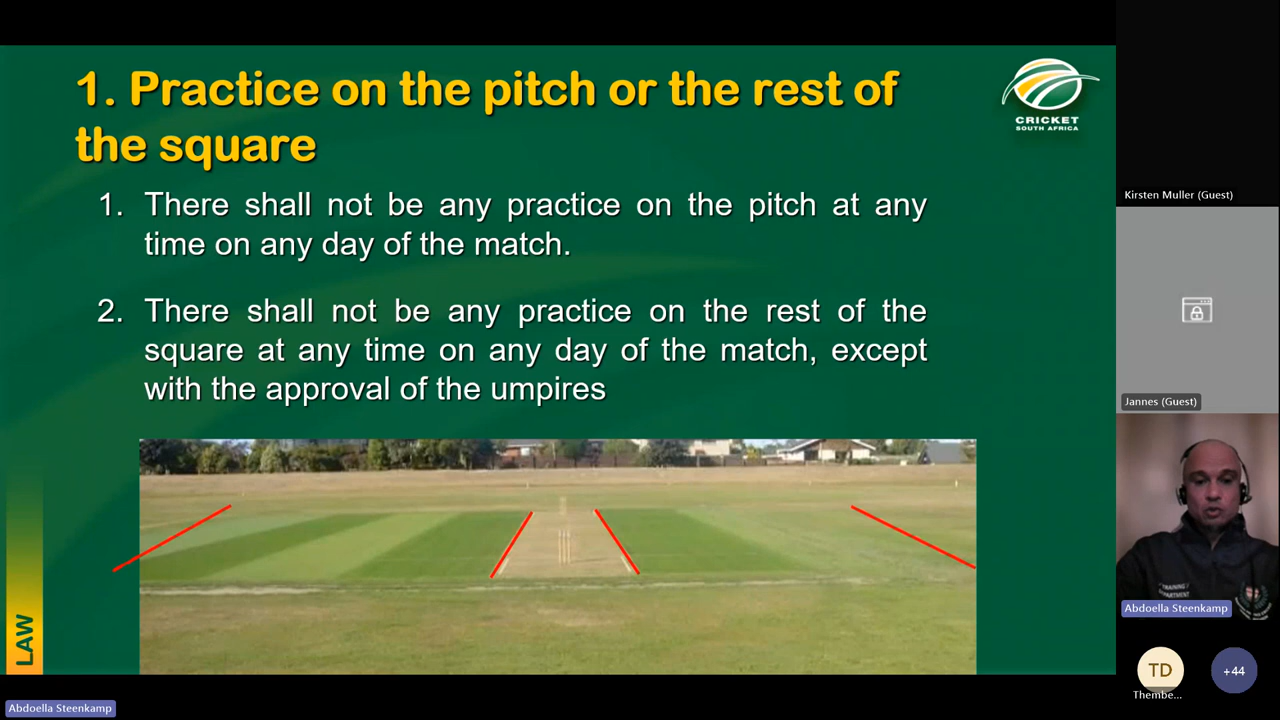 1. Practice on the pitch or the rest of
the square
CRICKET
SOUTH AFRICA
1. There shall not be any practice on the pitch at any
time on any day of the match.
2. There shall not be any practice on the rest of the
square at any time on any day of the match, except
with the approval of the umpires
LAW
Abdoella Steenkamp
Kirsten Muller (Guest)
Jannes (Guest)
TRAINING
DEPARTMENT
Abdoella Steenkamp
TD
Thembe...
+44